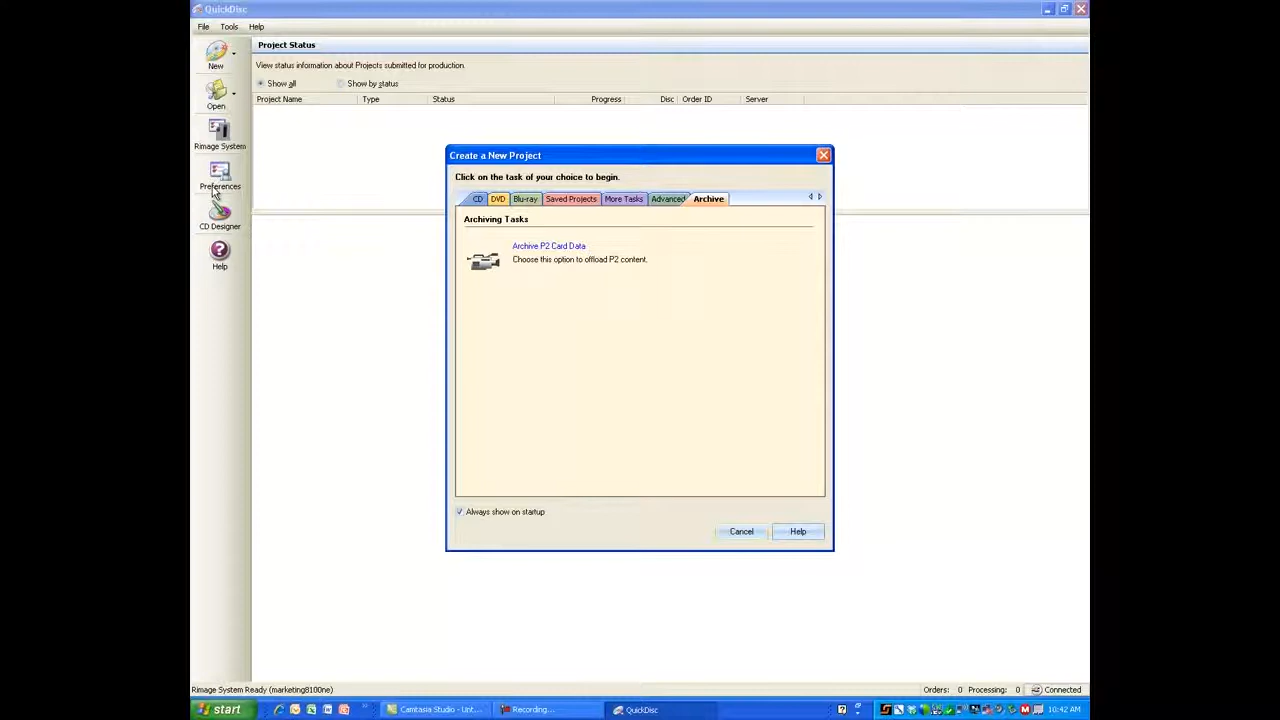 QuickDisc
File Tools Help
Project Status
New
View status information about Projects submitted for production.
Show all Show by status
Open
Project Name Type Status Progress Disc Order ID Server
Rimage System
Preferences
CD Designer
Help
Create a New Project
Click on the task of your choice to begin.
CD DVD Blu-ray Saved Projects More Tasks Advanced Archive
Archiving Tasks
Archive P2 Card Data
Choose this option to offload P2 content.
Always show on startup
Cancel Help
Rimage System Ready (marketing8100ne) Orders: 0 Processing: 0 Connected
start Camtasia Studio - Unt... Recording... QuickDisc 10:42 AM